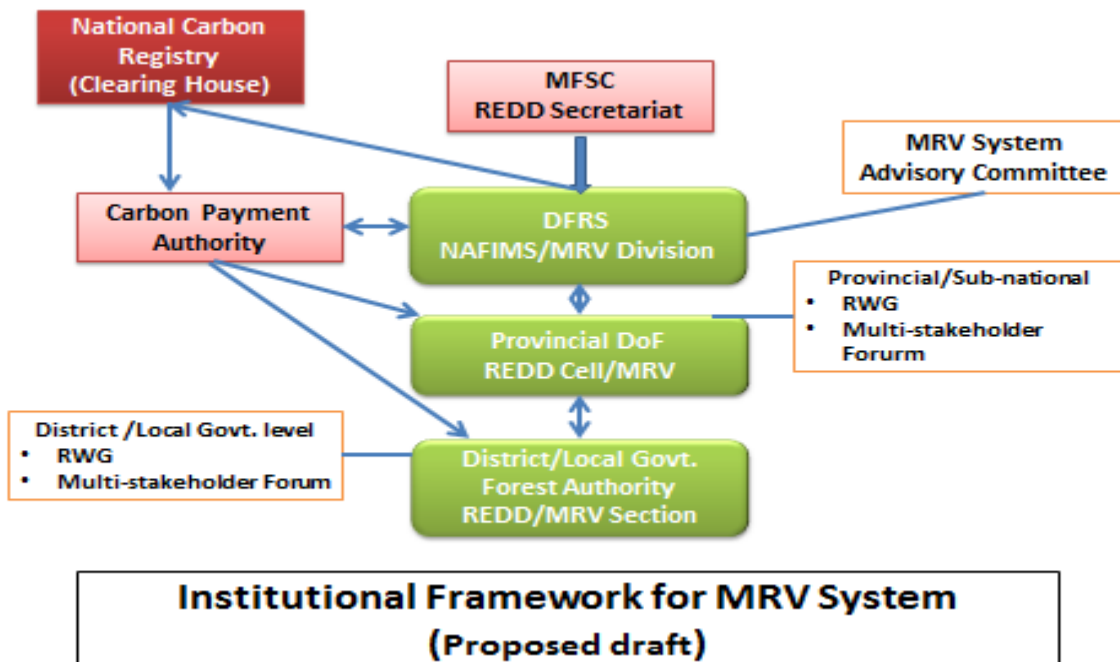 National Carbon
Registry
(Clearing House)
MFSC
REDD Secretariat
MRV System
Advisory Committee
Carbon Payment
Authority
DFRS
NAFIMS/MRV Division
Provincial/Sub-national
• RWG
• Multi-stakeholder
Forurm
Provincial DoF
REDD Cell/MRV
District /Local Govt. level
• RWG
• Multi-stakeholder Forum
District/Local Govt.
Forest Authority
REDD/MRV Section
Institutional Framework for MRV System
(Proposed draft)